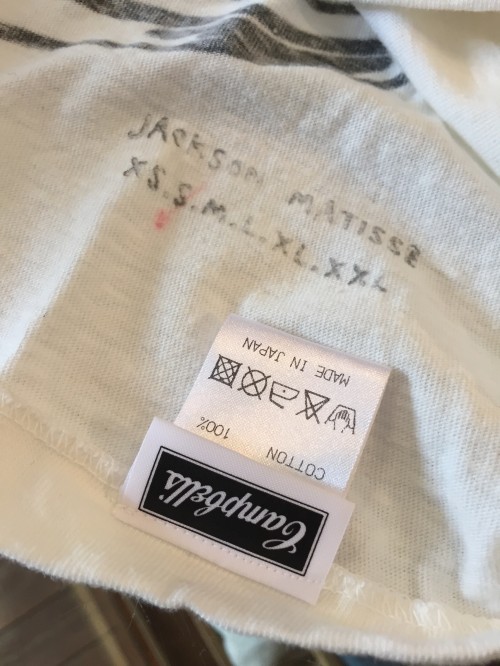 JACKSON MATISSE
XS.S.M.L.XL.XXL
Campbell's
COTTON 100%
MADE IN JAPAN